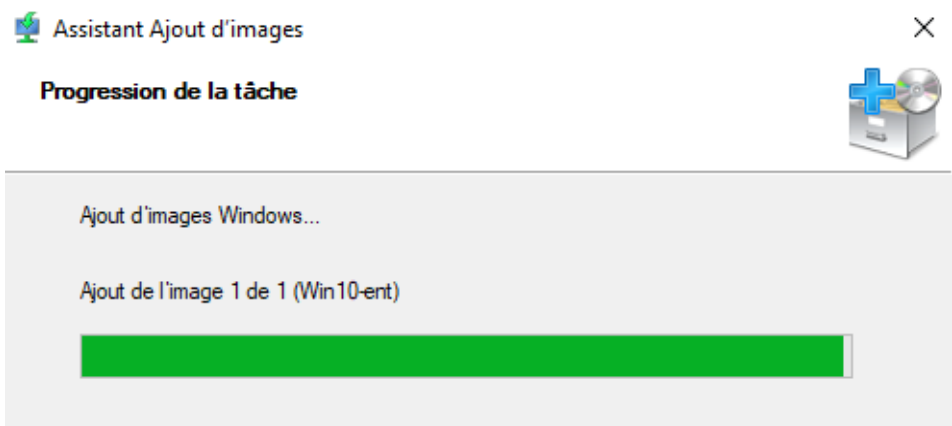 Assistant Ajout d’images
Progression de la tâche
Ajout d'images Windows...
Ajout de l'image 1 de 1 (Win10-ent)